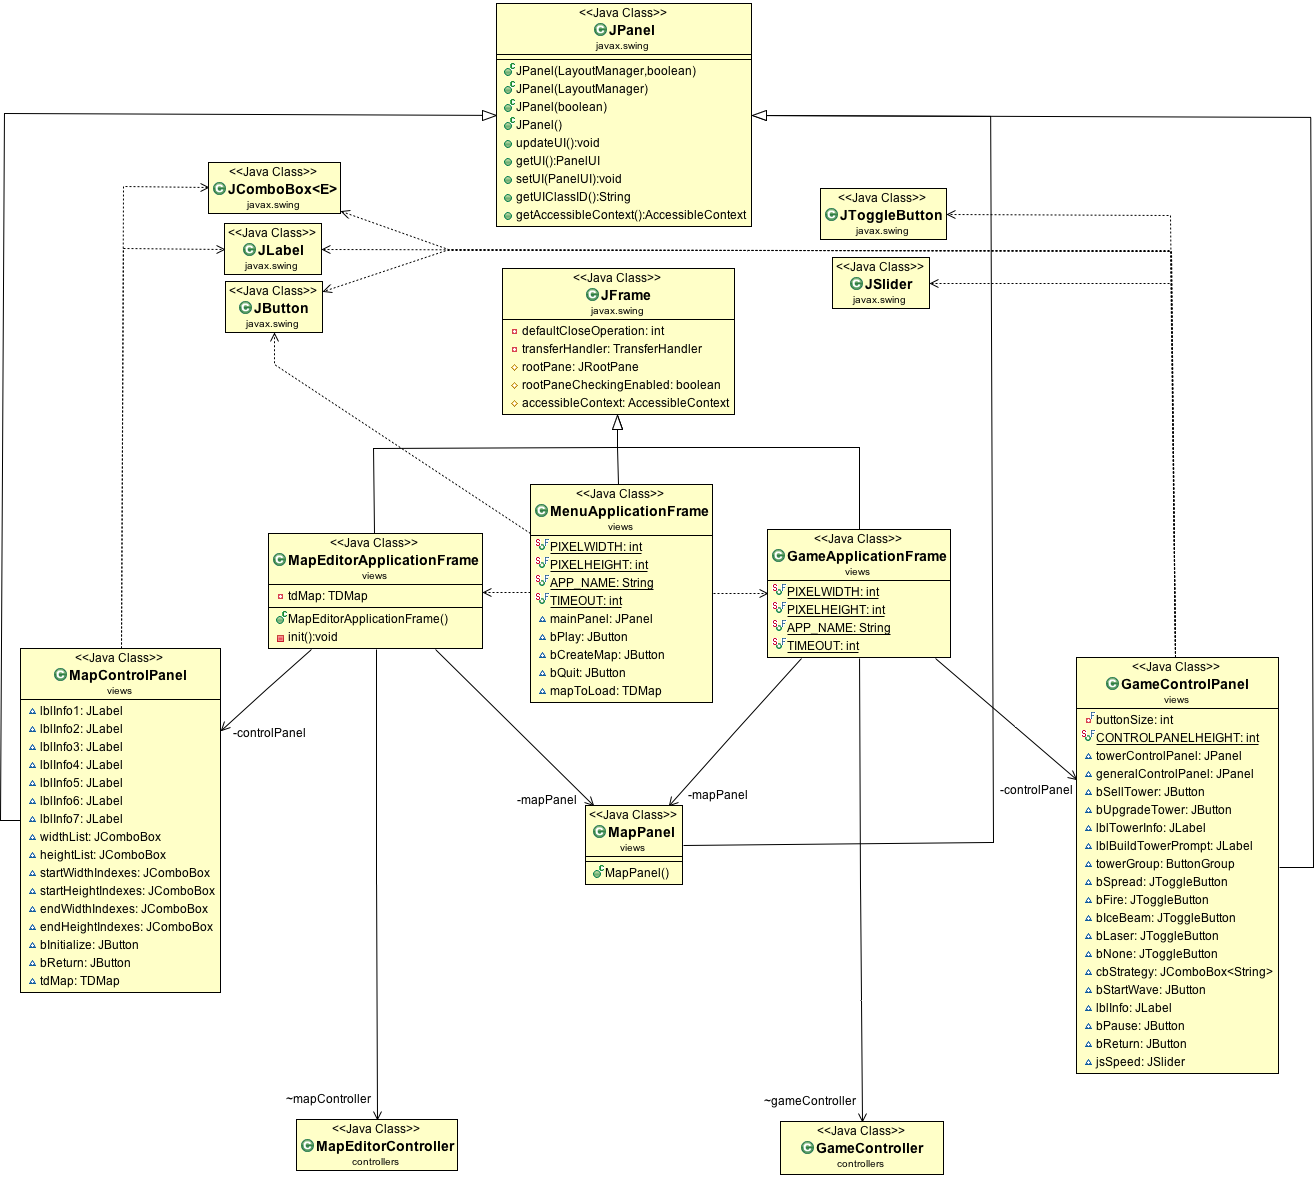 <<Java Class>>
JPanel
javax.swing
JPanel(LayoutManager,boolean)
JPanel(LayoutManager)
JPanel(boolean)
JPanel()
updateUI():void
getUI():PanelUI
setUI(PanelUI):void
getUIClassID():String
getAccessibleContext():AccessibleContext
<<Java Class>>
JComboBox<E>
javax.swing
<<Java Class>>
JLabel
javax.swing
<<Java Class>>
JButton
javax.swing
<<Java Class>>
JToggleButton
javax.swing
<<Java Class>>
JSlider
javax.swing
<<Java Class>>
JFrame
javax.swing
defaultCloseOperation: int
transferHandler: TransferHandler
rootPane: JRootPane
rootPaneCheckingEnabled: boolean
accessibleContext: AccessibleContext
<<Java Class>>
MapEditorApplicationFrame
views
tdMap: TDMap
MapEditorApplicationFrame()
init():void
<<Java Class>>
MenuApplicationFrame
views
PIXELWIDTH: int
PIXELHEIGHT: int
APP_NAME: String
TIMEOUT: int
mainPanel: JPanel
bPlay: JButton
bCreateMap: JButton
bQuit: JButton
mapToLoad: TDMap
<<Java Class>>
GameApplicationFrame
views
PIXELWIDTH: int
PIXELHEIGHT: int
APP_NAME: String
TIMEOUT: int
<<Java Class>>
MapControlPanel
views
lblInfo1: JLabel
lblInfo2: JLabel
lblInfo3: JLabel
lblInfo4: JLabel
lblInfo5: JLabel
lblInfo6: JLabel
lblInfo7: JLabel
widthList: JComboBox
heightList: JComboBox
startWidthIndexes: JComboBox
startHeightIndexes: JComboBox
endWidthIndexes: JComboBox
endHeightIndexes: JComboBox
bInitialize: JButton
bReturn: JButton
tdMap: TDMap
-controlPanel
-mapPanel
-mapPanel
-controlPanel
<<Java Class>>
MapPanel
views
MapPanel()
<<Java Class>>
GameControlPanel
views
buttonSize: int
CONTROLPANELHEIGHT: int
towerControlPanel: JPanel
generalControlPanel: JPanel
bSellTower: JButton
bUpgradeTower: JButton
lblTowerInfo: JLabel
lblBuildTowerPrompt: JLabel
towerGroup: ButtonGroup
bSpread: JToggleButton
bFire: JToggleButton
bIceBeam: JToggleButton
bLaser: JToggleButton
bNone: JToggleButton
cbStrategy: JComboBox<String>
bStartWave: JButton
lblInfo: JLabel
bPause: JButton
bReturn: JButton
jsSpeed: JSlider
~mapController
~gameController
<<Java Class>>
MapEditorController
controllers
<<Java Class>>
GameController
controllers